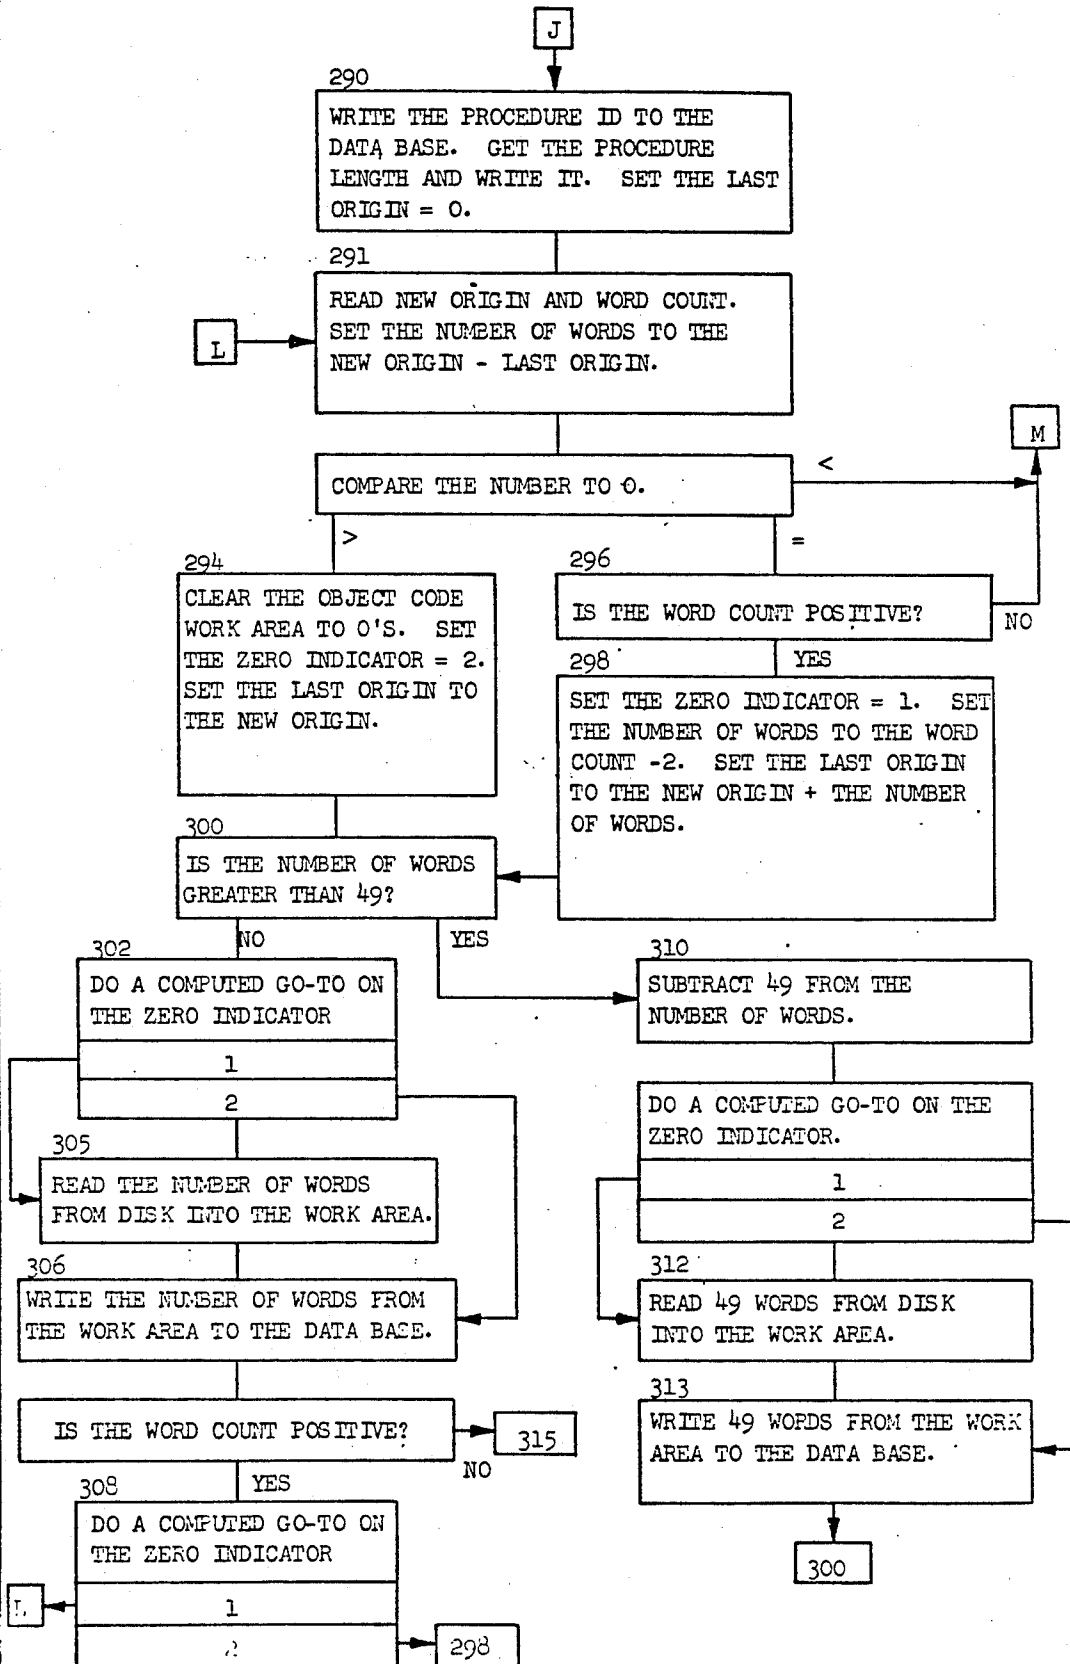 J
290
WRITE THE PROCEDURE ID TO THE
DATA BASE. GET THE PROCEDURE
LENGTH AND WRITE IT. SET THE LAST
ORIGIN = 0.
291
READ NEW ORIGIN AND WORD COUNT.
SET THE NUMBER OF WORDS TO THE
NEW ORIGIN - LAST ORIGIN.
L
M
COMPARE THE NUMBER TO 0.
<
>
=
294
CLEAR THE OBJECT CODE
WORK AREA TO 0'S. SET
THE ZERO INDICATOR = 2.
SET THE LAST ORIGIN TO
THE NEW ORIGIN.
296
IS THE WORD COUNT POSITIVE?
NO
YES
298
SET THE ZERO INDICATOR = 1. SET
THE NUMBER OF WORDS TO THE WORD
COUNT -2. SET THE LAST ORIGIN
TO THE NEW ORIGIN + THE NUMBER
OF WORDS.
300
IS THE NUMBER OF WORDS
GREATER THAN 49?
NO
YES
302
DO A COMPUTED GO-TO ON
THE ZERO INDICATOR
1
2
305
READ THE NUMBER OF WORDS
FROM DISK INTO THE WORK AREA.
306
WRITE THE NUMBER OF WORDS FROM
THE WORK AREA TO THE DATA BASE.
IS THE WORD COUNT POSITIVE?
315
NO
YES
308
DO A COMPUTED GO-TO ON
THE ZERO INDICATOR
L
1
2
298
310
SUBTRACT 49 FROM THE
NUMBER OF WORDS.
DO A COMPUTED GO-TO ON THE
ZERO INDICATOR.
1
2
312
READ 49 WORDS FROM DISK
INTO THE WORK AREA.
313
WRITE 49 WORDS FROM THE WORK
AREA TO THE DATA BASE.
300